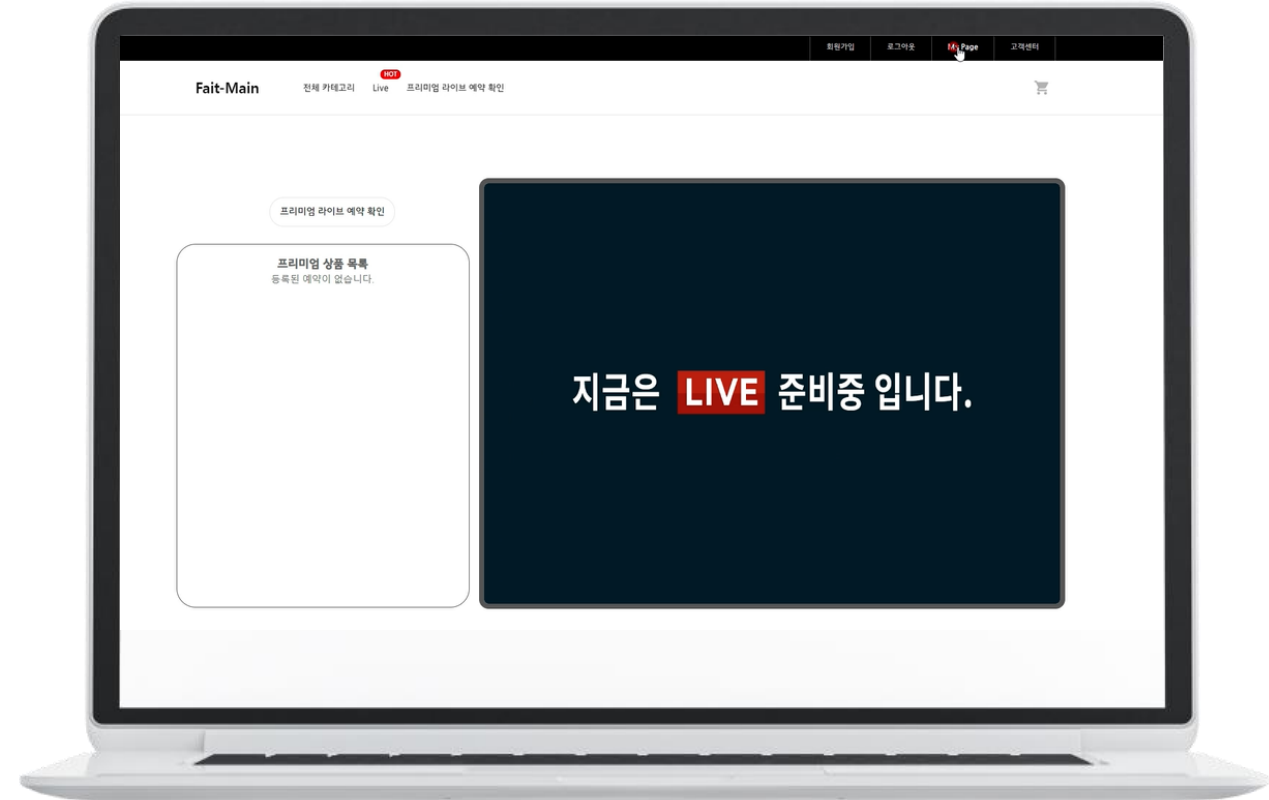 회원가입 로그아웃 My Page 고객센터
HOT
Fait-Main 전체 카테고리 Live 프리미엄 라이브 예약 확인
프리미엄 라이브 예약 확인
프리미엄 상품 목록
등록된 예약이 없습니다.
지금은 LIVE 준비중 입니다.